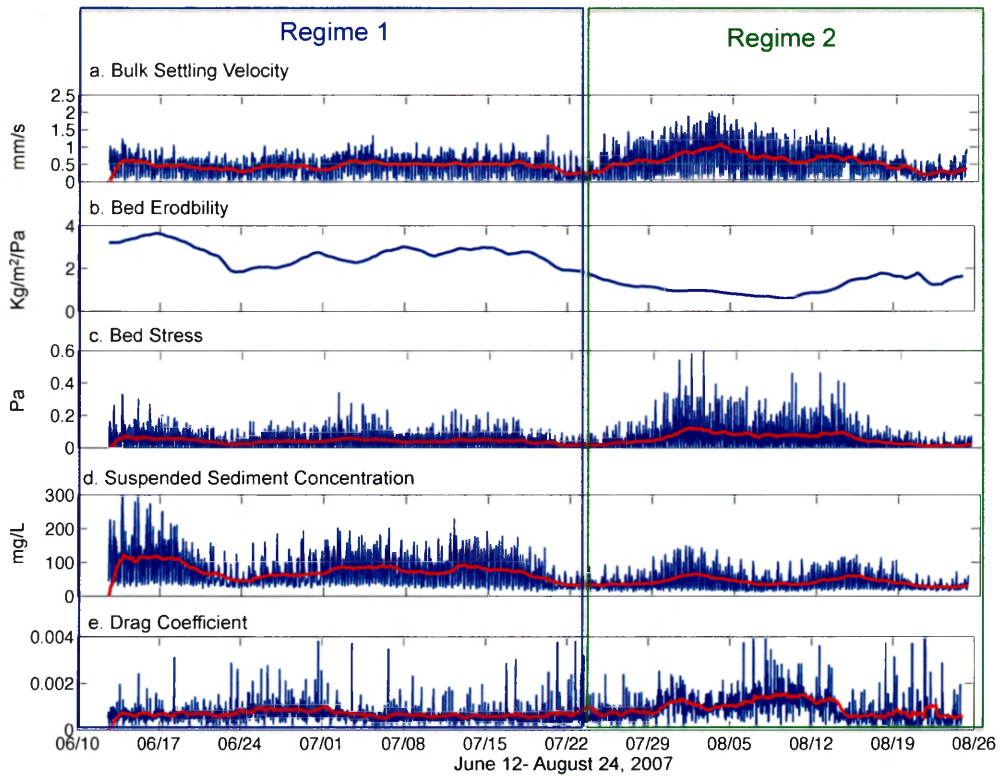 Regime 1
Regime 2
a. Bulk Settling Velocity
2.5
2
1.5
1
0.5
0
mm/s
b. Bed Erodbility
4
2
0
Kg/m²/Pa
c. Bed Stress
0.6
0.4
0.2
0
Pa
d. Suspended Sediment Concentration
300
200
100
0
mg/L
e. Drag Coefficient
0.004
0.002
0
06/10 06/17 06/24 07/01 07/08 07/15 07/22 07/29 08/05 08/12 08/19 08/26
June 12- August 24, 2007